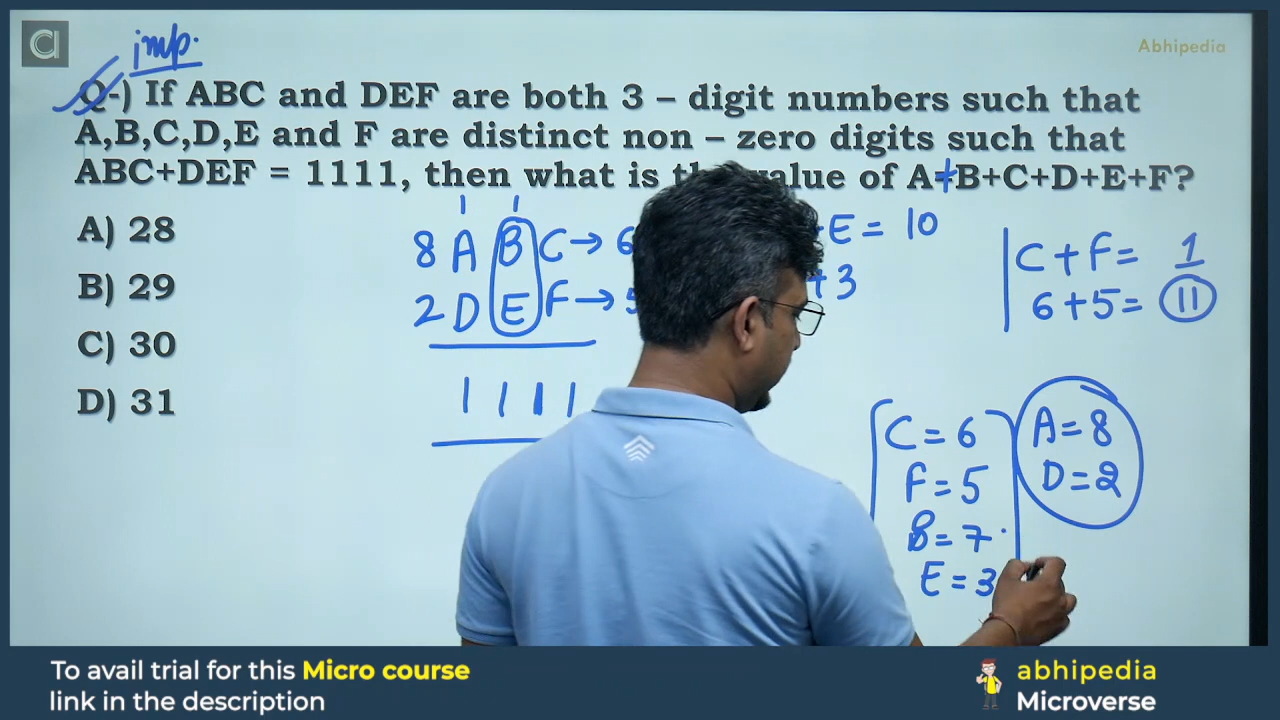 imp.
Abhipedia
Q-) If ABC and DEF are both 3 – digit numbers such that
A,B,C,D,E and F are distinct non – zero digits such that
ABC+DEF = 1111, then what is the value of A+B+C+D+E+F?
A) 28
B) 29
C) 30
D) 31
1 1
8 A B C → 6
2 D E F → 5
1 1 1 1
+E = 10
+3
C + F = 1
6 + 5 = 11
C = 6
F = 5
B = 7
E = 3
A = 8
D = 2
To avail trial for this Micro course
link in the description
abhipedia
Microverse